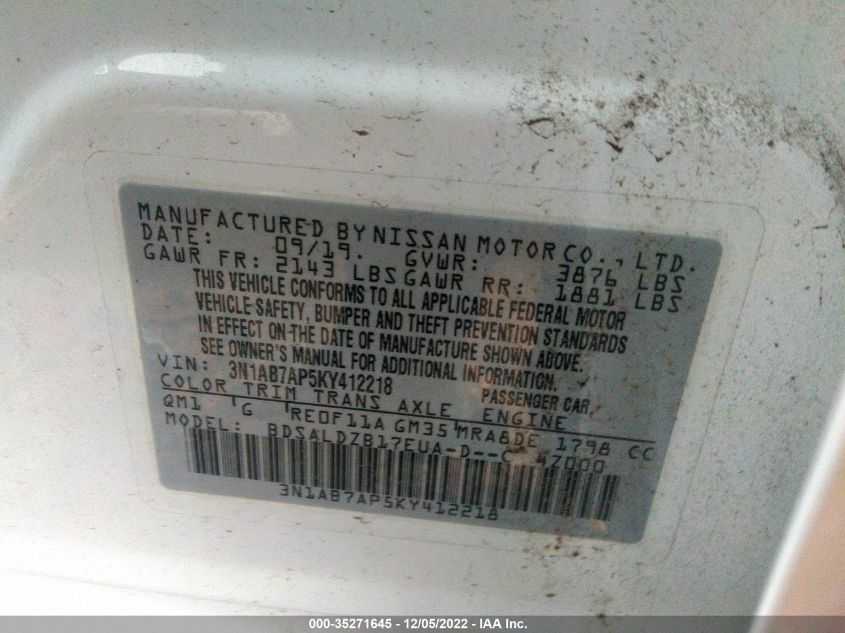 MANUFACTURED BY NISSAN MOTOR CO., LTD.
DATE: 09/19. GVWR: 3876 LBS
GAWR FR: 2143 LBS GAWR RR: 1881 LBS
THIS VEHICLE CONFORMS TO ALL APPLICABLE FEDERAL MOTOR
VEHICLE SAFETY, BUMPER AND THEFT PREVENTION STANDARDS
IN EFFECT ON THE DATE OF MANUFACTURE SHOWN ABOVE.
SEE OWNER'S MANUAL FOR ADDITIONAL INFORMATION.
VIN: 3N1AB7AP5KY412218 PASSENGER CAR
COLOR TRIM TRANS AXLE ENGINE
QM1 G RE0F11A GM35 MRA8DE 1798 CC
MODEL: BDSALDZB17EUA-D--
3N1AB7AP5KY412218
000-35271645 - 12/05/2022 - IAA Inc.